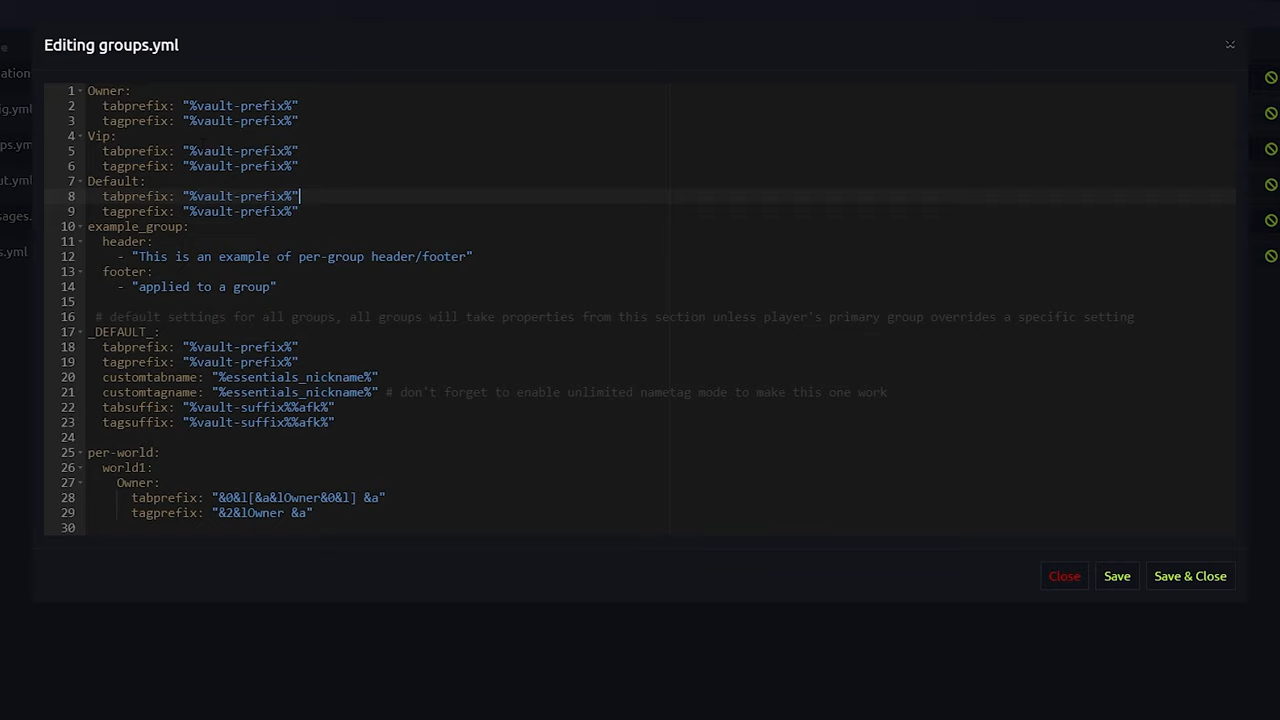 Editing groups.yml
1 Owner:
2 tabprefix: "%vault-prefix%"
3 tagprefix: "%vault-prefix%"
4 Vip:
5 tabprefix: "%vault-prefix%"
6 tagprefix: "%vault-prefix%"
7 Default:
8 tabprefix: "%vault-prefix%"
9 tagprefix: "%vault-prefix%"
10 example_group:
11 header:
12 - "This is an example of per-group header/footer"
13 footer:
14 - "applied to a group"
15
16 # default settings for all groups, all groups will take properties from this section unless player's primary group overrides a specific setting
17 _DEFAULT_:
18 tabprefix: "%vault-prefix%"
19 tagprefix: "%vault-prefix%"
20 customtabname: "%essentials_nickname%"
21 customtagname: "%essentials_nickname%" # don't forget to enable unlimited nametag mode to make this one work
22 tabsuffix: "%vault-suffix%%afk%"
23 tagsuffix: "%vault-suffix%%afk%"
24
25 per-world:
26 world1:
27 Owner:
28 tabprefix: "&0&l[&a&lOwner&0&l] &a"
29 tagprefix: "&2&lOwner &a"
30
Close Save Save & Close